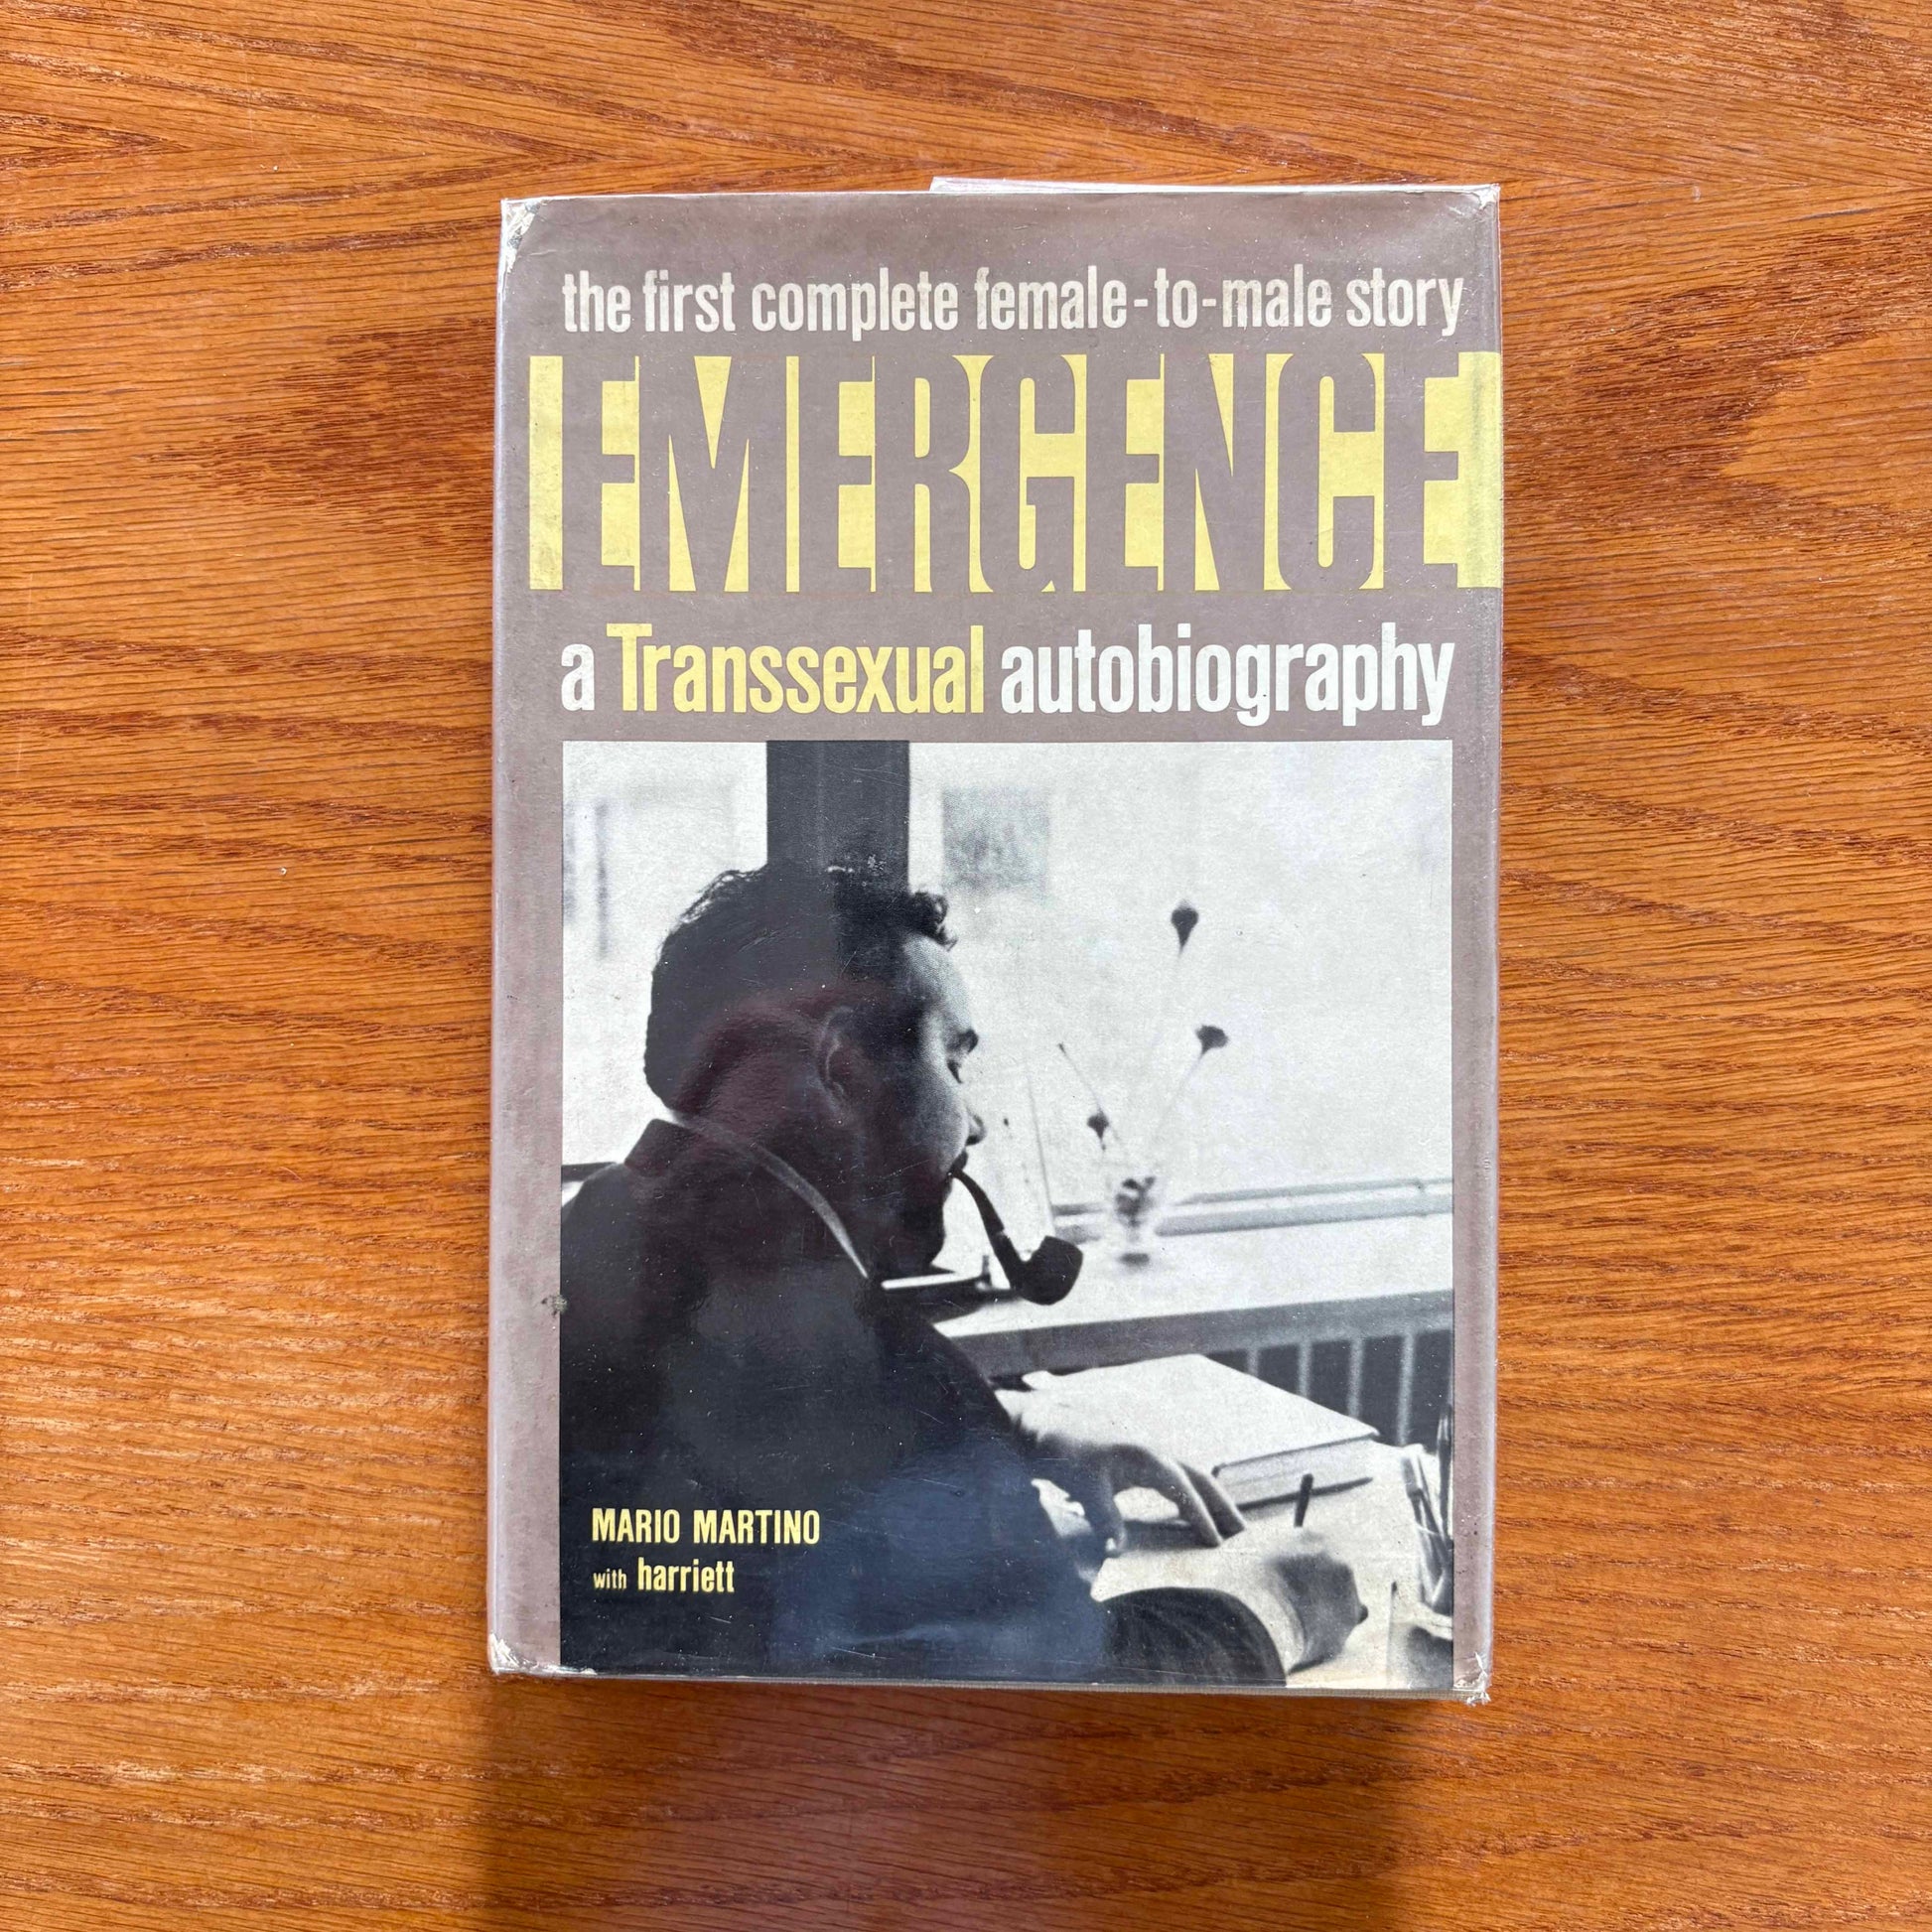 the first complete female-to-male story
EMERGENCE
a Transsexual autobiography
MARIO MARTINO
with harriett